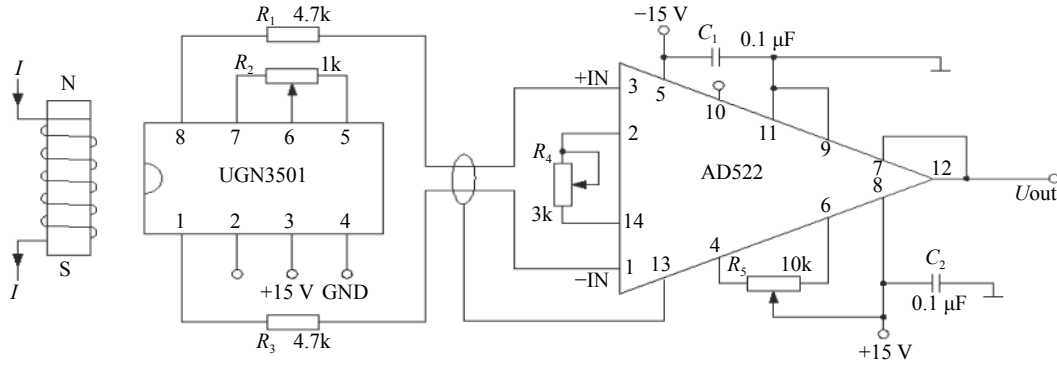 −15 V
R1 4.7k
C1 0.1 μF
I
R2 1k
N
+IN
3 5 10
8 7 6 5
11
2 9
R4
UGN3501
AD522
7 12
8
Uout
3k
14
6
1 2 3 4
4
1 13
R5 10k
C2
S
−IN
+15 V GND
0.1 μF
I
R3 4.7k
+15 V